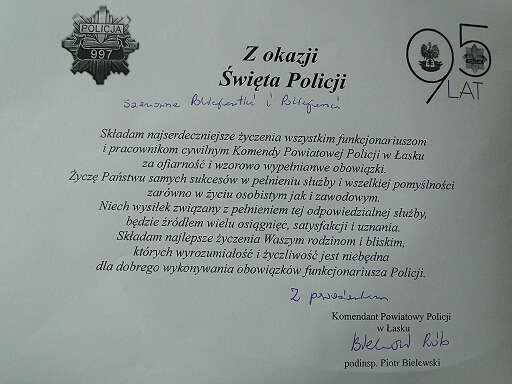 POLICJA
997
95
LAT
Z okazji
Święta Policji
Szanowne Policjantki i Policjanci
Składam najserdeczniejsze życzenia wszystkim funkcjonariuszom
i pracownikom cywilnym Komendy Powiatowej Policji w Łasku
za ofiarność i wzorowo wypełnianwe obowiązki.
Życzę Państwu samych sukcesów w pełnieniu służby i wszelkiej pomyślności
zarówno w życiu osobistym jak i zawodowym.
Niech wysiłek związany z pełnieniem tej odpowiedzialnej służby,
będzie źródłem wielu osiągnięć, satysfakcji i uznania.
Składam najlepsze życzenia Waszym rodzinom i bliskim,
których wyrozumiałość i życzliwość jest niebędna
dla dobrego wykonywania obowiązków funkcjonariusza Policji.
Z
Komendant Powiatowy Policji
w Łasku
podinsp. Piotr Bielewski